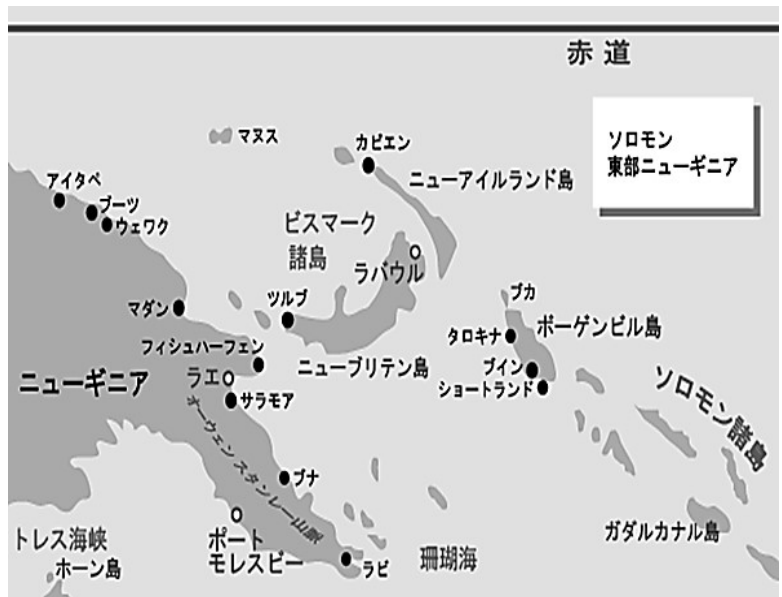 赤道
ソロモン
東部ニューギニア
マヌス
カビエン
ニューアイルランド島
アイタペ
ブーツ
ウェワク
ビスマーク
諸島
ラバウル
マダン
ツルブ
ブカ
タロキナ
ボーゲンビル島
フィシュハーフェン
ニューブリテン島
ブイン
ショートランド
ニューギニア
ラエ
サラモア
ソロモン諸島
オーウェン スタンレー山脈
ブナ
ガダルカナル島
トレス海峡
ホーン島
ポート
モレスビー
ラビ
珊瑚海